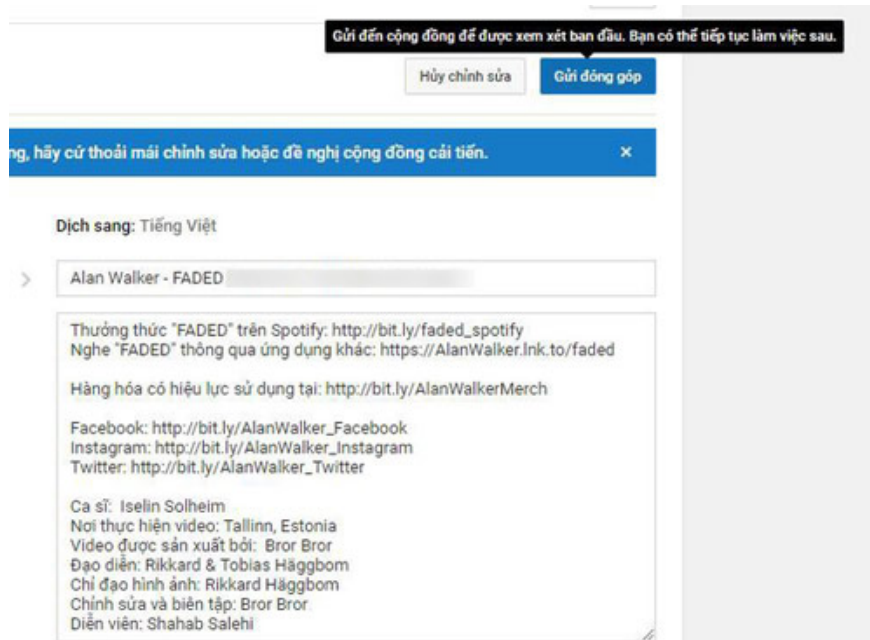 Gửi đến cộng đồng để được xem xét ban đầu. Bạn có thể tiếp tục làm việc sau.
Hủy chỉnh sửa
Gửi đóng góp
ng, hãy cứ thoải mái chỉnh sửa hoặc đề nghị cộng đồng cải tiến.
Dịch sang: Tiếng Việt
Alan Walker - FADED
Thưởng thức "FADED" trên Spotify: http://bit.ly/faded_spotify
Nghe "FADED" thông qua ứng dụng khác: https://AlanWalker.lnk.to/faded
Hàng hóa có hiệu lực sử dụng tại: http://bit.ly/AlanWalkerMerch
Facebook: http://bit.ly/AlanWalker_Facebook
Instagram: http://bit.ly/AlanWalker_Instagram
Twitter: http://bit.ly/AlanWalker_Twitter
Ca sĩ:  Iselin Solheim
Nơi thực hiện video: Tallinn, Estonia
Video được sản xuất bởi:  Bror Bror
Đạo diễn: Rikkard & Tobias Häggbom
Chỉ đạo hình ảnh: Rikkard Häggbom
Chỉnh sửa và biên tập: Bror Bror
Diễn viên: Shahab Salehi